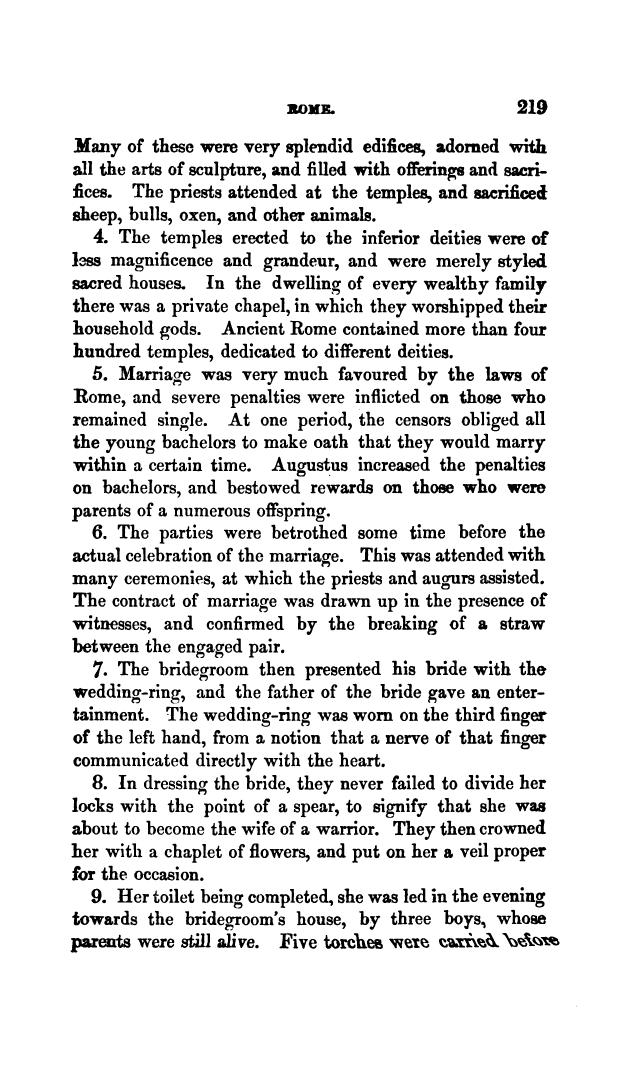 ROME. 219
Many of these were very splendid edifices, adorned with
all the arts of sculpture, and filled with offerings and sacri-
fices. The priests attended at the temples, and sacrificed
sheep, bulls, oxen, and other animals.
4. The temples erected to the inferior deities were of
less magnificence and grandeur, and were merely styled
sacred houses. In the dwelling of every wealthy family
there was a private chapel, in which they worshipped their
household gods. Ancient Rome contained more than four
hundred temples, dedicated to different deities.
5. Marriage was very much favoured by the laws of
Rome, and severe penalties were inflicted on those who
remained single. At one period, the censors obliged all
the young bachelors to make oath that they would marry
within a certain time. Augustus increased the penalties
on bachelors, and bestowed rewards on those who were
parents of a numerous offspring.
6. The parties were betrothed some time before the
actual celebration of the marriage. This was attended with
many ceremonies, at which the priests and augurs assisted.
The contract of marriage was drawn up in the presence of
witnesses, and confirmed by the breaking of a straw
between the engaged pair.
7. The bridegroom then presented his bride with the
wedding-ring, and the father of the bride gave an enter-
tainment. The wedding-ring was worn on the third finger
of the left hand, from a notion that a nerve of that finger
communicated directly with the heart.
8. In dressing the bride, they never failed to divide her
locks with the point of a spear, to signify that she was
about to become the wife of a warrior. They then crowned
her with a chaplet of flowers, and put on her a veil proper
for the occasion.
9. Her toilet being completed, she was led in the evening
towards the bridegroom's house, by three boys, whose
parents were still alive. Five torches were carried before